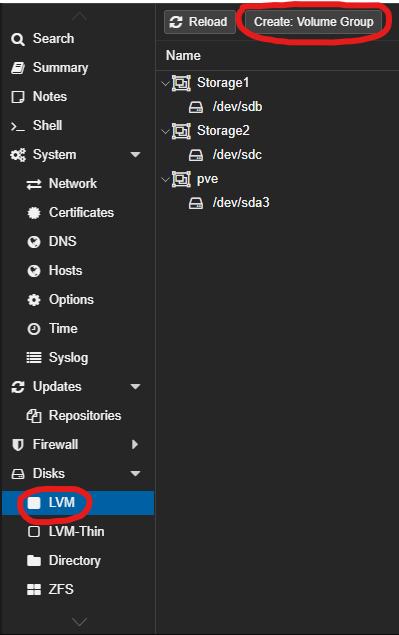 Search
Summary
Notes
Shell
System
Network
Certificates
DNS
Hosts
Options
Time
Syslog
Updates
Repositories
Firewall
Disks
LVM
LVM-Thin
Directory
ZFS
Reload
Create: Volume Group
Name
Storage1
/dev/sdb
Storage2
/dev/sdc
pve
/dev/sda3